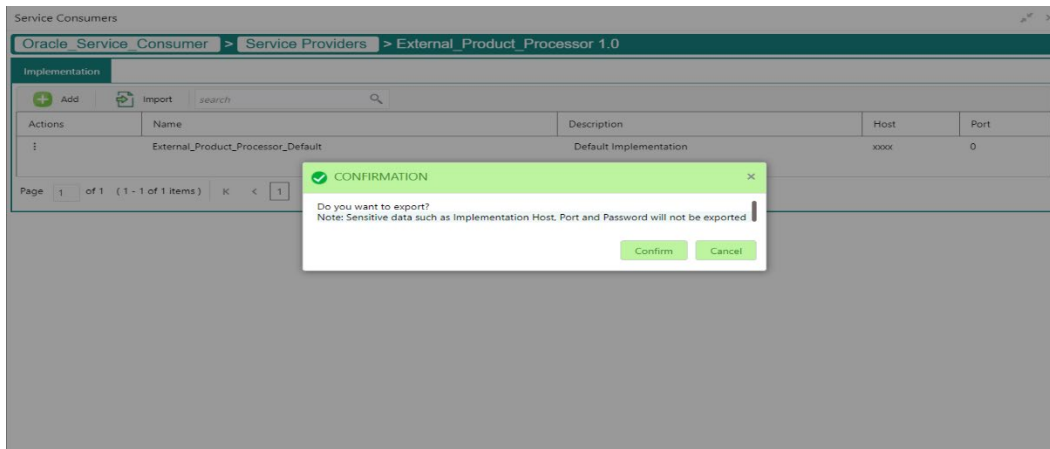 Service Consumers
Oracle_Service_Consumer > Service Providers > External_Product_Processor 1.0
Implementation
Add Import search
Actions Name Description Host Port
External_Product_Processor_Default Default Implementation xxxx 0
Page 1 of 1 (1 - 1 of 1 items) K < 1
CONFIRMATION ×
Do you want to export?
Note: Sensitive data such as Implementation Host, Port and Password will not be exported
Confirm Cancel